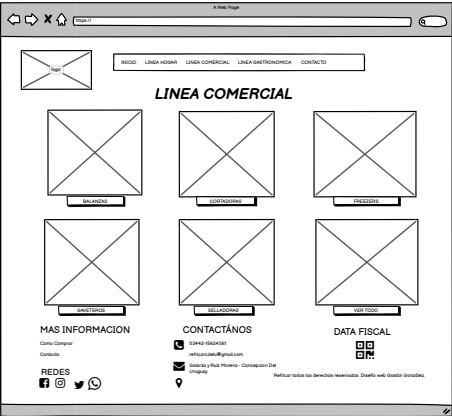 A Web Page
https://
logo
INICIO LINEA HOGAR LINEA COMERCIAL LINEA GASTRONOMICA CONTACTO
LINEA COMERCIAL
BALANZAS CORTADORAS FREEZERS
GAVETEROS SELLADORAS VER TODO
MAS INFORMACION
Como Comprar
Contacto
REDES
CONTACTÁNOS
03442-15624361
refricorcdelu@gmail.com
Galarza y Ruiz Moreno - Concepcion Del
Uruguay
DATA FISCAL
Refricor todos los derechos reservados. Diseño web Gastón González.